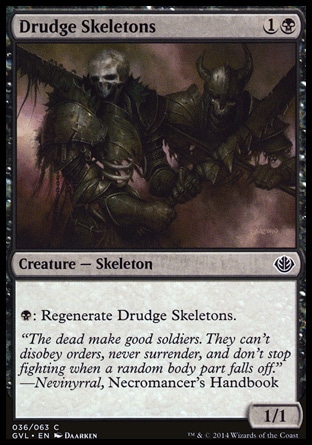 Drudge Skeletons 1
Creature — Skeleton
: Regenerate Drudge Skeletons.
“The dead make good soldiers. They can’t
disobey orders, never surrender, and don’t stop
fighting when a random body part falls off.”
—Nevinyrral, Necromancer’s Handbook
036/063 C
GVL • EN Daarken
™ & © 2014 Wizards of the Coast
1/1